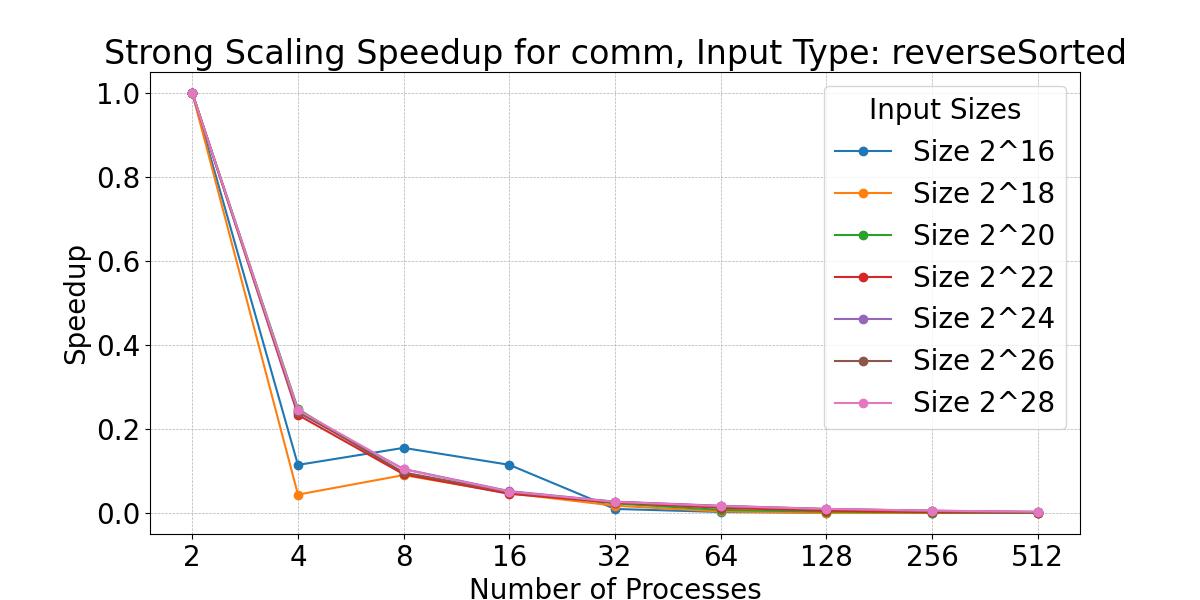 Strong Scaling Speedup for comm, Input Type: reverseSorted
Speedup
1.0
0.8
0.6
0.4
0.2
0.0
Input Sizes
Size 2^16
Size 2^18
Size 2^20
Size 2^22
Size 2^24
Size 2^26
Size 2^28
2 4 8 16 32 64 128 256 512
Number of Processes